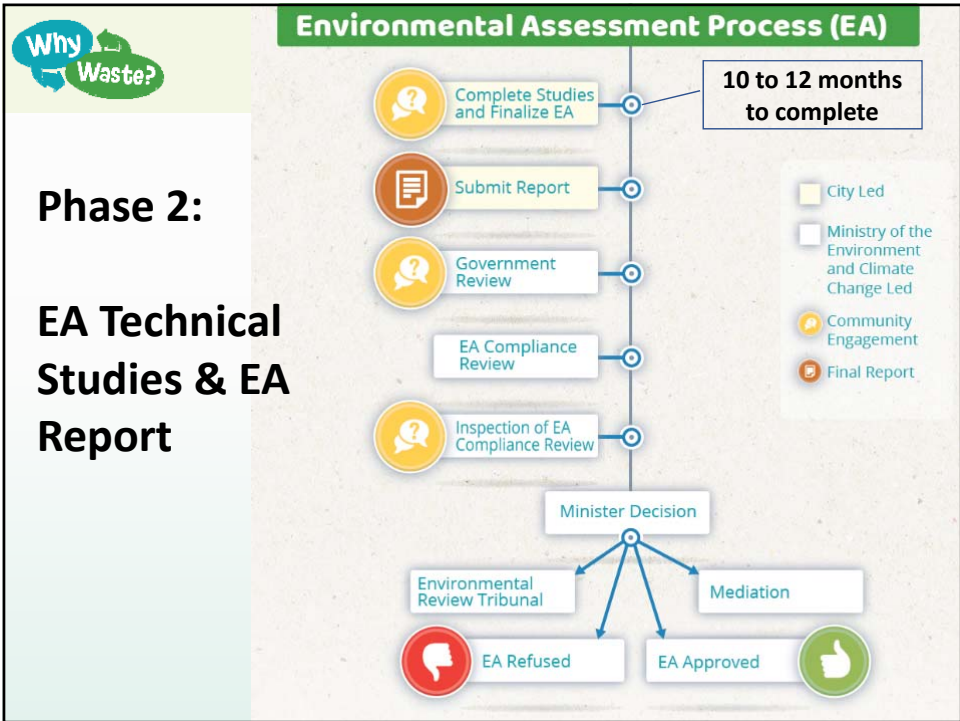 Why
Waste?
Environmental Assessment Process (EA)
Phase 2:
EA Technical
Studies & EA
Report
Complete Studies
and Finalize EA
10 to 12 months
to complete
Submit Report
Government
Review
EA Compliance
Review
Inspection of EA
Compliance Review
Minister Decision
Environmental
Review Tribunal
Mediation
EA Refused
EA Approved
City Led
Ministry of the
Environment
and Climate
Change Led
Community
Engagement
Final Report